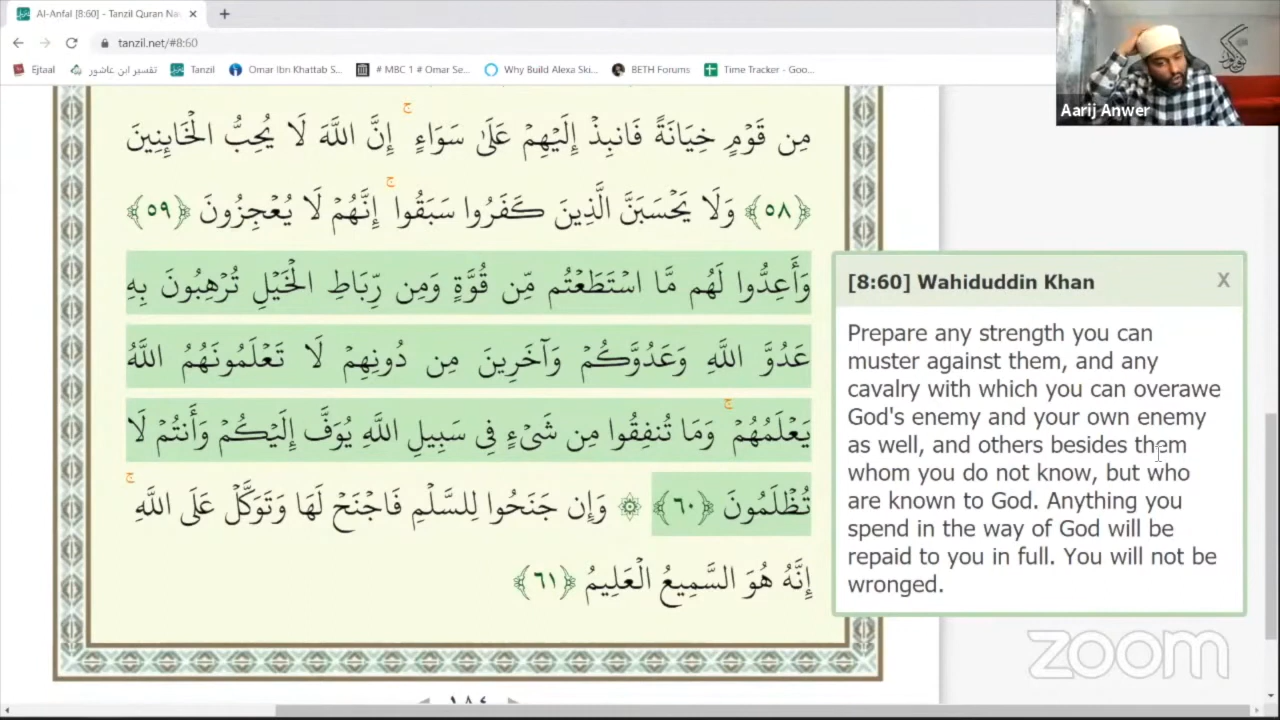 Al-Anfal [8:60] - Tanzil Quran Na
tanzil.net/#8:60
Ejtaal
تفسير ابن عاشور
Tanzil
Omar Ibn Khattab S...
# MBC 1 # Omar Se...
Why Build Alexa Ski...
BETH Forums
Time Tracker - Goo...
Aarij Anwer
مِن قَوْمٍ خِيَانَةً فَانبِذْ إِلَيْهِمْ عَلَىٰ سَوَاءٍ ۚ إِنَّ اللَّهَ لَا يُحِبُّ الْخَائِنِينَ
﴿٥٨﴾ وَلَا يَحْسَبَنَّ الَّذِينَ كَفَرُوا سَبَقُوا ۚ إِنَّهُمْ لَا يُعْجِزُونَ ﴿٥٩﴾
وَأَعِدُّوا لَهُم مَّا اسْتَطَعْتُم مِّن قُوَّةٍ وَمِن رِّبَاطِ الْخَيْلِ تُرْهِبُونَ بِهِ
عَدُوَّ اللَّهِ وَعَدُوَّكُمْ وَآخَرِينَ مِن دُونِهِمْ لَا تَعْلَمُونَهُمُ اللَّهُ
يَعْلَمُهُمْ ۚ وَمَا تُنفِقُوا مِن شَيْءٍ فِي سَبِيلِ اللَّهِ يُوَفَّ إِلَيْكُمْ وَأَنتُمْ لَا
تُظْلَمُونَ ﴿٦٠﴾ ۞ وَإِن جَنَحُوا لِلسَّلْمِ فَاجْنَحْ لَهَا وَتَوَكَّلْ عَلَى اللَّهِ ۚ
إِنَّهُ هُوَ السَّمِيعُ الْعَلِيمُ ﴿٦١﴾
[8:60] Wahiduddin Khan
X
Prepare any strength you can
muster against them, and any
cavalry with which you can overawe
God's enemy and your own enemy
as well, and others besides them
whom you do not know, but who
are known to God. Anything you
spend in the way of God will be
repaid to you in full. You will not be
wronged.
zoom
١٨٤